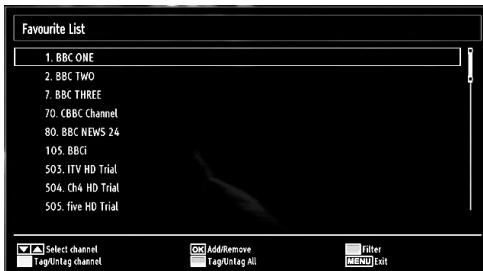 Favourite List
1. BBC ONE
2. BBC TWO
7. BBC THREE
70. CBBC Channel
80. BBC NEWS 24
105. BBCi
503. ITV HD Trial
504. Ch4 HD Trial
505. five HD Trial
Select channel OK Add/Remove Filter
Tag/Untag channel Tag/Untag All MENU Exit